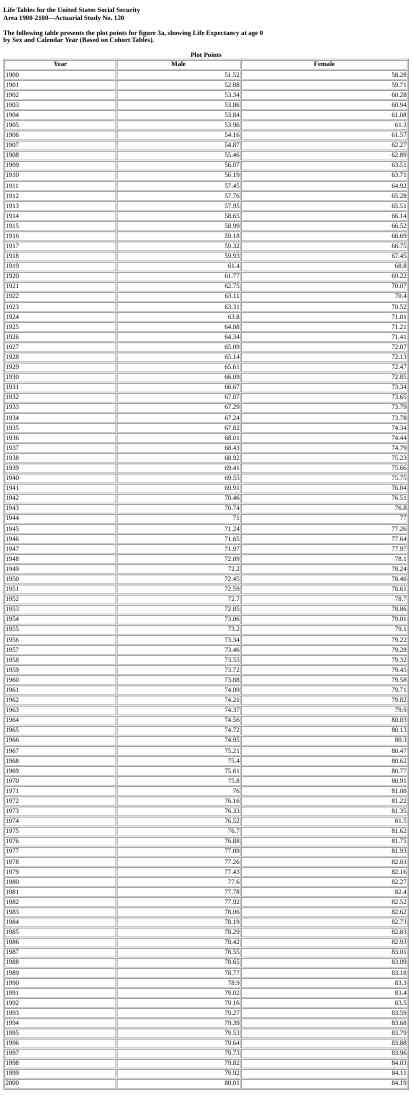 Life Tables for the United States Social Security
Area 1900-2100—Actuarial Study No. 120
The following table presents the plot points for figure 3a, showing Life Expectancy at age 0
by Sex and Calendar Year (Based on Cohort Tables).
Plot Points
Year Male Female
1900 51.52 58.28
1901 52.88 59.71
1902 53.34 60.28
1903 53.86 60.94
1904 53.84 61.08
1905 53.96 61.3
1906 54.16 61.57
1907 54.87 62.27
1908 55.46 62.89
1909 56.07 63.51
1910 56.19 63.71
1911 57.45 64.92
1912 57.76 65.28
1913 57.95 65.51
1914 58.65 66.14
1915 58.99 66.52
1916 59.18 66.69
1917 59.32 66.75
1918 59.93 67.45
1919 61.4 68.8
1920 61.77 69.22
1921 62.75 70.07
1922 63.11 70.4
1923 63.31 70.52
1924 63.8 71.01
1925 64.08 71.21
1926 64.34 71.41
1927 65.09 72.07
1928 65.14 72.13
1929 65.61 72.47
1930 66.09 72.85
1931 66.67 73.34
1932 67.07 73.65
1933 67.29 73.79
1934 67.24 73.78
1935 67.82 74.34
1936 68.01 74.44
1937 68.43 74.79
1938 68.92 75.23
1939 69.41 75.66
1940 69.55 75.75
1941 69.91 76.04
1942 70.46 76.51
1943 70.74 76.8
1944 71 77
1945 71.24 77.26
1946 71.65 77.64
1947 71.97 77.97
1948 72.09 78.1
1949 72.2 78.24
1950 72.45 78.46
1951 72.59 78.61
1952 72.7 78.7
1953 72.85 78.86
1954 73.06 79.01
1955 73.2 79.1
1956 73.34 79.22
1957 73.46 79.28
1958 73.55 79.32
1959 73.72 79.45
1960 73.88 79.58
1961 74.09 79.71
1962 74.21 79.82
1963 74.37 79.9
1964 74.56 80.03
1965 74.72 80.13
1966 74.95 80.3
1967 75.21 80.47
1968 75.4 80.62
1969 75.61 80.77
1970 75.8 80.91
1971 76 81.08
1972 76.16 81.22
1973 76.33 81.35
1974 76.52 81.5
1975 76.7 81.62
1976 76.88 81.75
1977 77.09 81.93
1978 77.26 82.03
1979 77.43 82.16
1980 77.6 82.27
1981 77.78 82.4
1982 77.92 82.52
1983 78.06 82.62
1984 78.19 82.73
1985 78.29 82.83
1986 78.42 82.93
1987 78.55 83.01
1988 78.65 83.09
1989 78.77 83.18
1990 78.9 83.3
1991 79.02 83.4
1992 79.16 83.5
1993 79.27 83.59
1994 79.39 83.68
1995 79.53 83.79
1996 79.64 83.88
1997 79.73 83.96
1998 79.82 84.03
1999 79.92 84.11
2000 80.01 84.19